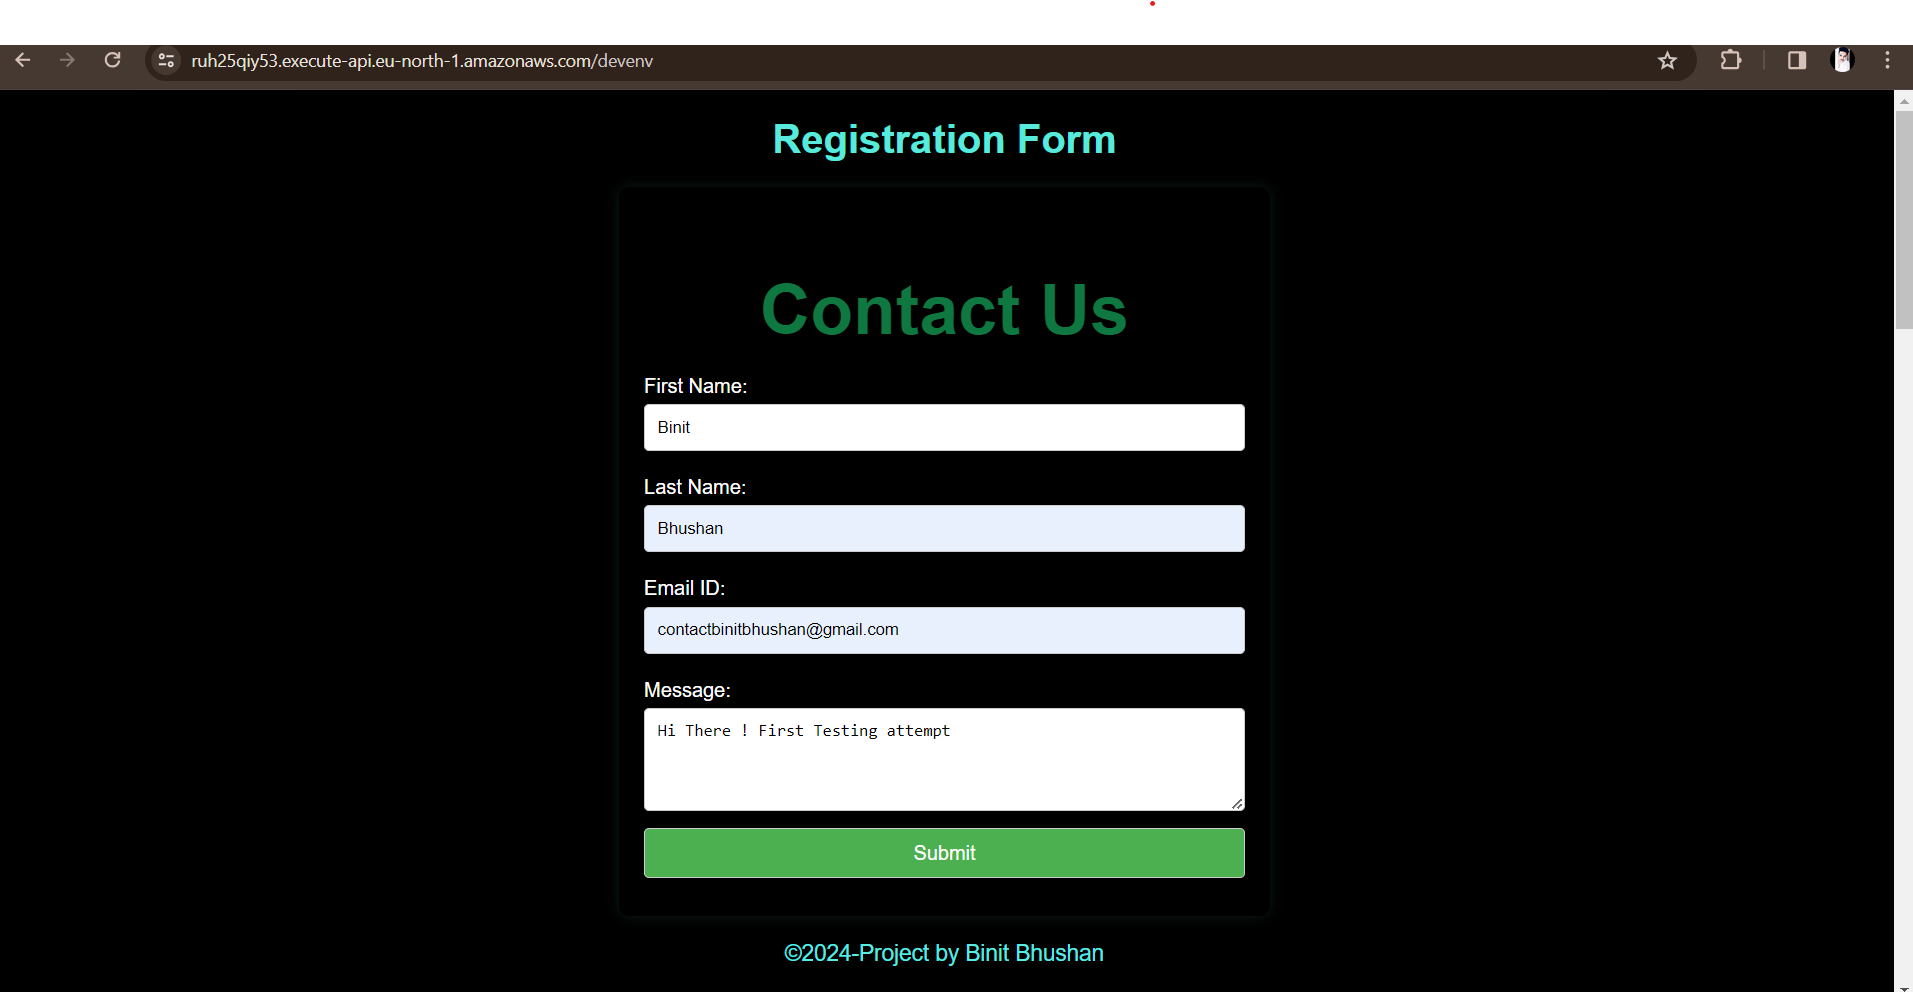 ruh25qiy53.execute-api.eu-north-1.amazonaws.com/devenv
Registration Form
Contact Us
First Name:
Binit
Last Name:
Bhushan
Email ID:
contactbinitbhushan@gmail.com
Message:
Hi There ! First Testing attempt
Submit
©2024-Project by Binit Bhushan